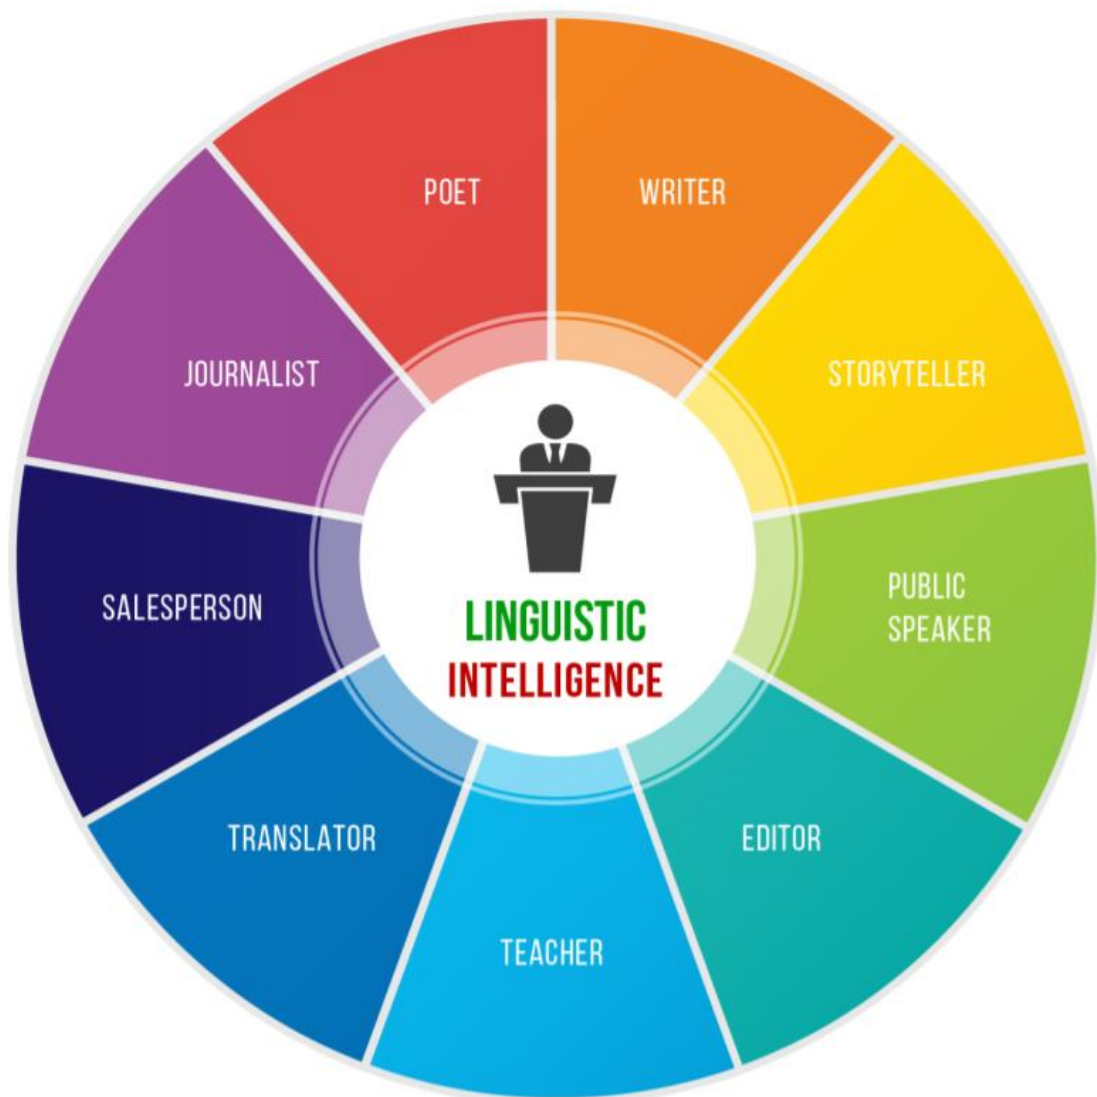 POET
WRITER
STORYTELLER
PUBLIC
SPEAKER
EDITOR
TEACHER
TRANSLATOR
SALESPERSON
JOURNALIST
LINGUISTIC
INTELLIGENCE